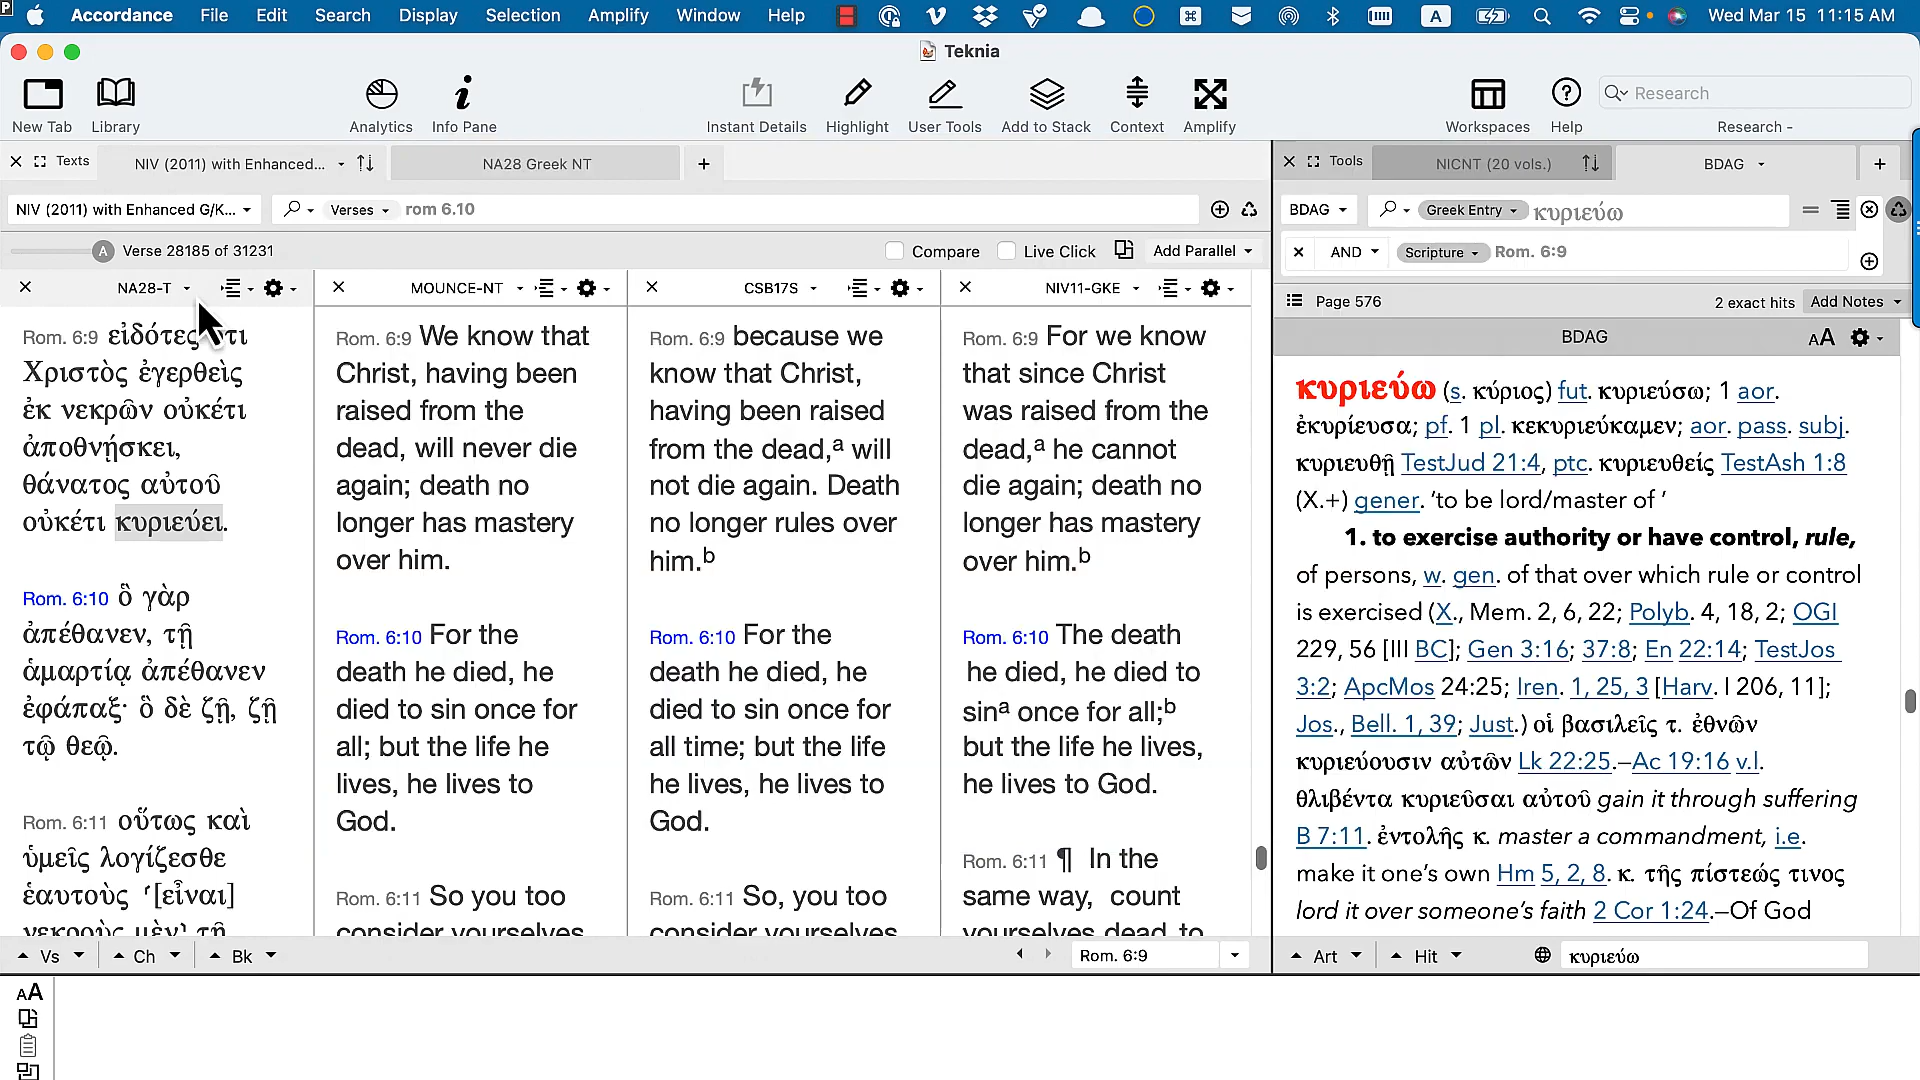 P
Accordance File Edit Search Display Selection Amplify Window Help A Wed Mar 15 11:15 AM
Teknia
New Tab Library Analytics Info Pane Instant Details Highlight User Tools Add to Stack Context Amplify Workspaces Help Research
Research -
Texts NIV (2011) with Enhanced... NA28 Greek NT +
NIV (2011) with Enhanced G/K... Verses rom 6.10
A Verse 28185 of 31231 Compare Live Click Add Parallel
NA28-T MOUNCE-NT CSB17S NIV11-GKE
Rom. 6:9 εἰδότες
Χριστὸς ἐγερθεὶς
ἐκ νεκρῶν οὐκέτι
ἀποθνῄσκει,
θάνατος αὐτοῦ
οὐκέτι κυριεύει.
Rom. 6:10 ὃ γὰρ
ἀπέθανεν, τῇ
ἁμαρτίᾳ ἀπέθανεν
ἐφάπαξ· ὃ δὲ ζῇ, ζῇ
τῷ θεῷ.
Rom. 6:11 οὕτως καὶ
ὑμεῖς λογίζεσθε
ἑαυτοὺς ⸂[εἶναι]
νεκροὺς μὲν⸃ τῇ
Rom. 6:9 We know that
Christ, having been
raised from the
dead, will never die
again; death no
longer has mastery
over him.
Rom. 6:10 For the
death he died, he
died to sin once for
all; but the life he
lives, he lives to
God.
Rom. 6:11 So you too
consider yourselves
Rom. 6:9 because we
know that Christ,
having been raised
from the dead,a will
not die again. Death
no longer rules over
him.b
Rom. 6:10 For the
death he died, he
died to sin once for
all time; but the life
he lives, he lives to
God.
Rom. 6:11 So, you too
consider yourselves
Rom. 6:9 For we know
that since Christ
was raised from the
dead,a he cannot
die again; death no
longer has mastery
over him.b
Rom. 6:10 The death
he died, he died to
sina once for all;b
but the life he lives,
he lives to God.
Rom. 6:11 ¶ In the
same way, count
yourselves dead to
Vs Ch Bk Rom. 6:9
Tools NICNT (20 vols.) BDAG +
BDAG Greek Entry κυριεύω
AND Scripture Rom. 6:9
Page 576 2 exact hits Add Notes
BDAG AA
κυριεύω (s. κύριος) fut. κυριεύσω; 1 aor.
ἐκυρίευσα; pf. 1 pl. κεκυριεύκαμεν; aor. pass. subj.
κυριευθῇ TestJud 21:4, ptc. κυριευθείς TestAsh 1:8
(X.+) gener. ‘to be lord/master of ’
1. to exercise authority or have control, rule,
of persons, w. gen. of that over which rule or control
is exercised (X., Mem. 2, 6, 22; Polyb. 4, 18, 2; OGI
229, 56 [III BC]; Gen 3:16; 37:8; En 22:14; TestJos
3:2; ApcMos 24:25; Iren. 1, 25, 3 [Harv. I 206, 11];
Jos., Bell. 1, 39; Just.) οἱ βασιλεῖς τ. ἐθνῶν
κυριεύουσιν αὐτῶν Lk 22:25.—Ac 19:16 v.l.
θλιβέντα κυριεῦσαι αὐτοῦ gain it through suffering
B 7:11. ἐντολῆς κ. master a commandment, i.e.
make it one’s own Hm 5, 2, 8. κ. τῆς πίστεώς τινος
lord it over someone’s faith 2 Cor 1:24.—Of God
Art Hit κυριεύω
AA